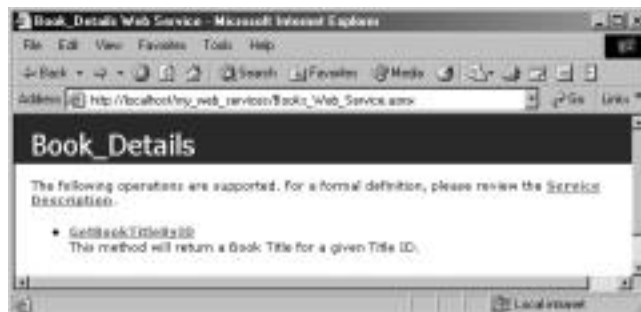 Book_Details Web Service - Microsoft Internet Explorer
File Edit View Favorites Tools Help
Back Search Favorites Media
Address http://localhost/my_web_services/Books_Web_Service.asmx Go Links
Book_Details
The following operations are supported. For a formal definition, please review the Service
Description.
GetBookTitleByID
This method will return a Book Title for a given Title ID.
Local intranet